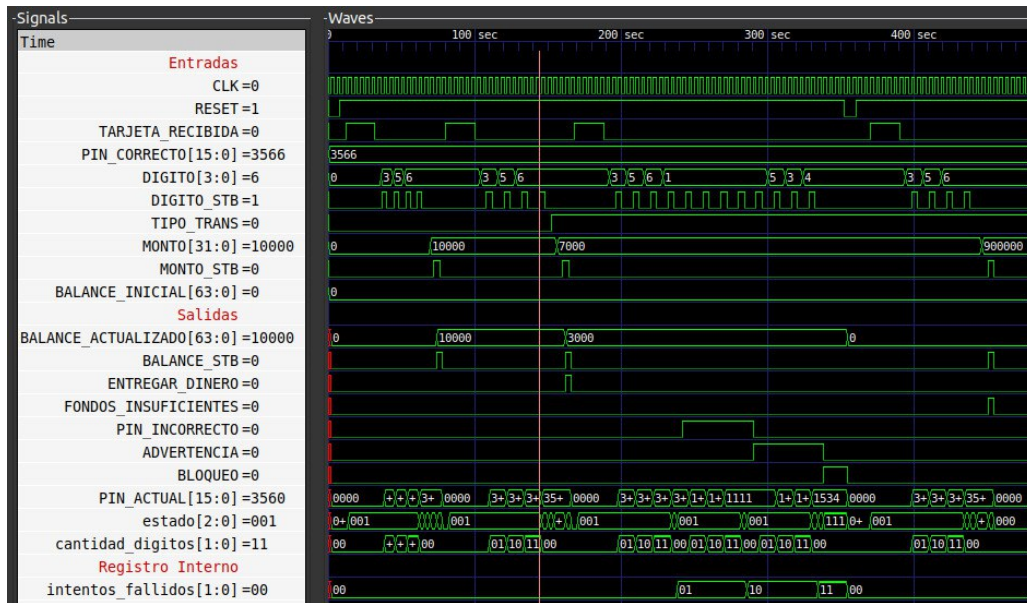 Signals Waves
Time 0 100 sec 200 sec 300 sec 400 sec
Entradas
CLK=0
RESET=1
TARJETA_RECIBIDA=0
PIN_CORRECTO[15:0]=3566 3566
DIGITO[3:0]=6 0 3 5 6 3 5 6 3 5 6 1 5 3 4 3 5 6
DIGITO_STB=1
TIPO_TRANS=0
MONTO[31:0]=10000 0 10000 7000 900000
MONTO_STB=0
BALANCE_INICIAL[63:0]=0 0
Salidas
BALANCE_ACTUALIZADO[63:0]=10000 0 10000 3000 0
BALANCE_STB=0
ENTREGAR_DINERO=0
FONDOS_INSUFICIENTES=0
PIN_INCORRECTO=0
ADVERTENCIA=0
BLOQUEO=0
PIN_ACTUAL[15:0]=3560 0000 + + + 3+ 0000 3+ 3+ 3+ 35+ 0000 3+ 3+ 3+ 3+ 1+ 1+ 1111 1+ 1+ 1534 0000 3+ 3+ 3+ 35+ 0000
estado[2:0]=001 0+ 001 001 + 001 001 001 111 0+ 001 + 000
cantidad_digitos[1:0]=11 00 + + + 00 01 10 11 00 01 10 11 00 01 10 11 00 01 10 11 00 01 10 11 00
Registro Interno
intentos_fallidos[1:0]=00 00 01 10 11 00